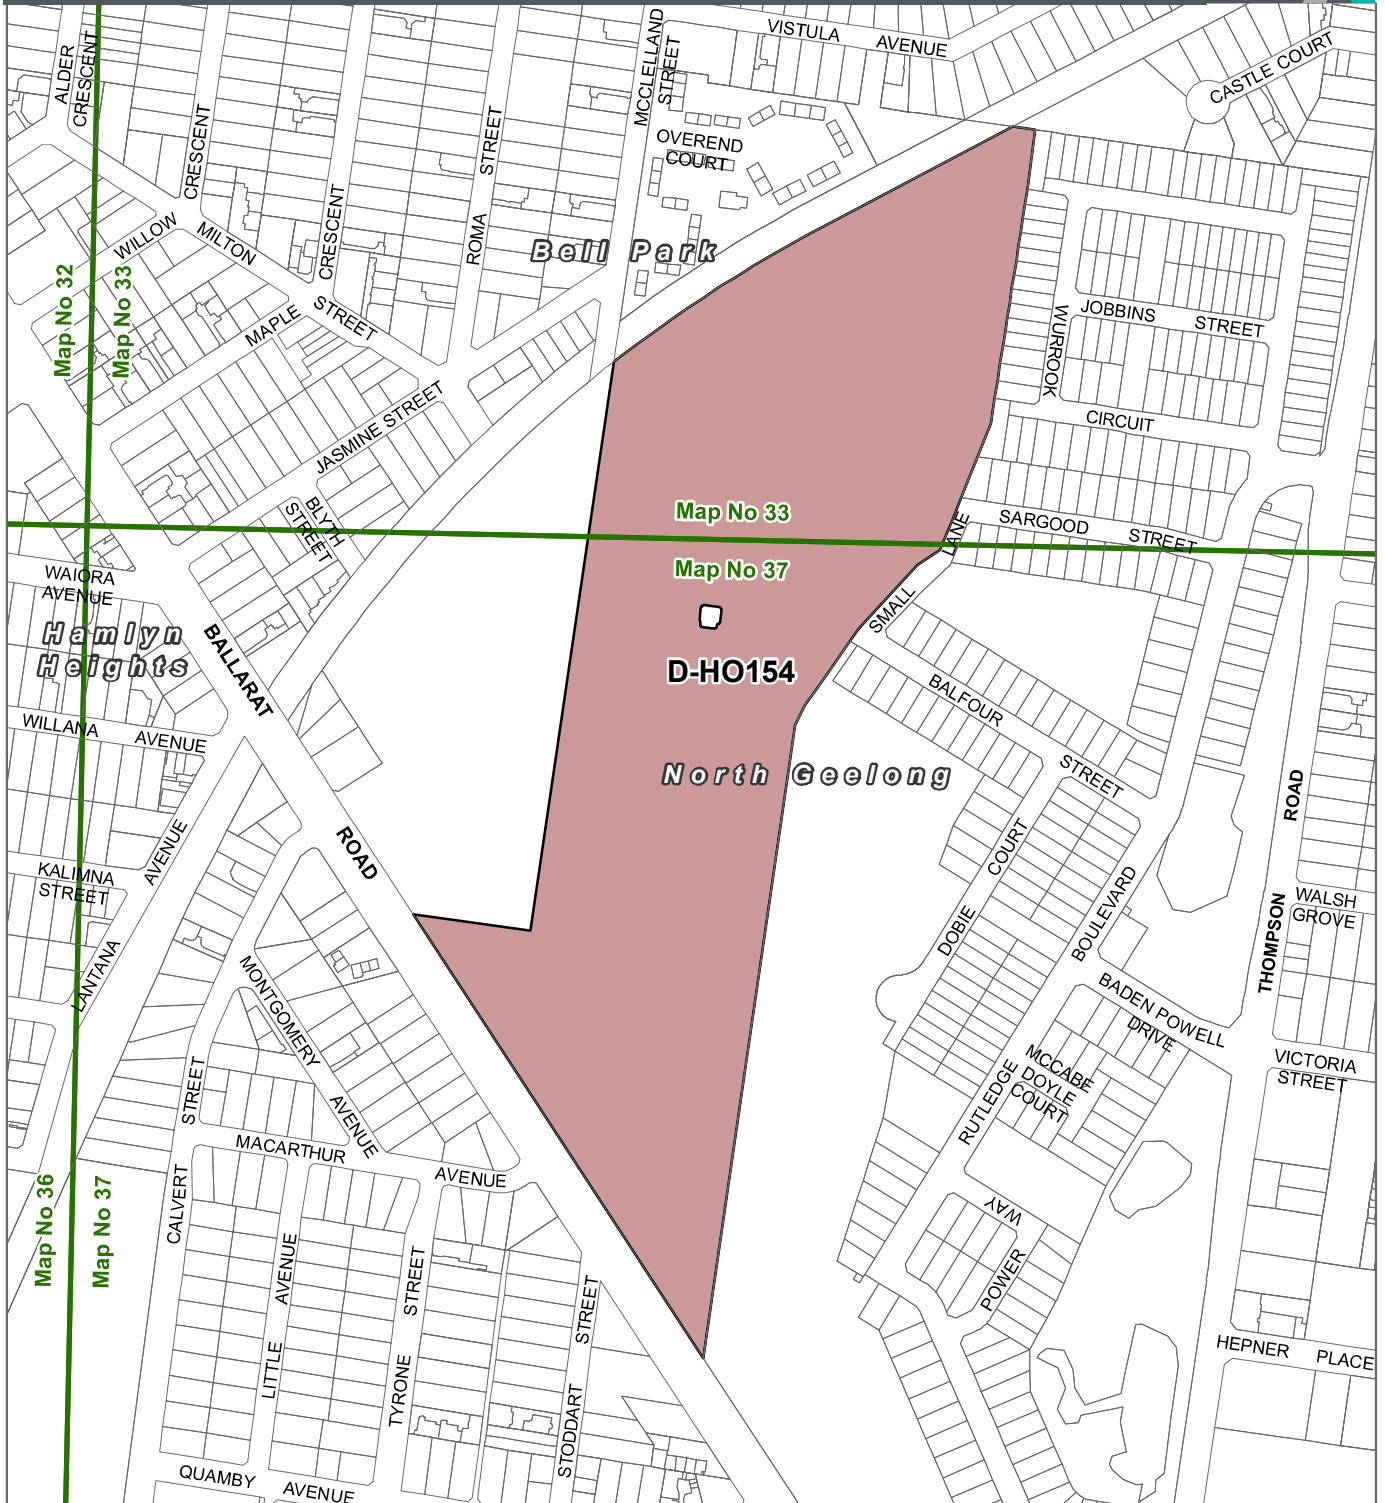 VISTULA AVENUE
ALDER
CRESCENT
MCCLELLAND
STREET
CASTLE COURT
CRESCENT
STREET
OVEREND
COURT
CRESCENT
ROMA
WILLOW
MILTON
STREET
Bell Park
MAPLE
Map No 32
Map No 33
JOBBINS STREET
WURROOK
CIRCUIT
JASMINE STREET
BLYTH
STREET
Map No 33
Map No 37
SARGOOD STREET
SMALL LANE
WAIORA
AVENUE
Hamlyn
Heights
BALLARAT
ROAD
D-HO154
BALFOUR
STREET
WILLANA AVENUE
North Geelong
THOMPSON
ROAD
KALIMNA
STREET
LANTANA
AVENUE
DOBIE
COURT
RUTLEDGE
BOULEVARD
WALSH
GROVE
MONTGOMERY
AVENUE
BADEN POWELL
DRIVE
MCCABE
DOYLE
COURT
VICTORIA
STREET
CALVERT
STREET
MACARTHUR
AVENUE
Map No 36
Map No 37
POWER
WAY
LITTLE
AVENUE
TYRONE
STREET
STODDART
STREET
HEPNER PLACE
QUAMBY AVENUE